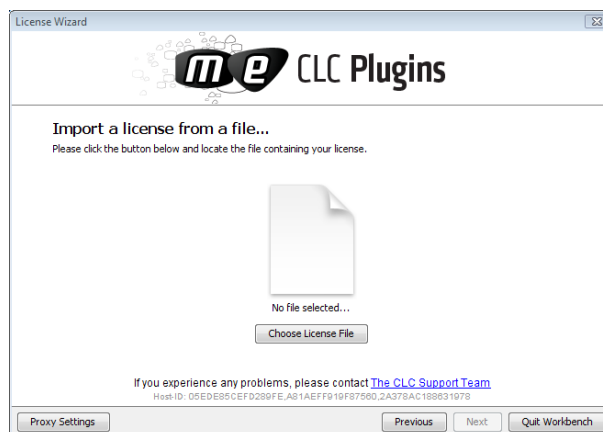 License Wizard
me CLC Plugins
Import a license from a file...
Please click the button below and locate the file containing your license.
No file selected...
Choose License File
If you experience any problems, please contact The CLC Support Team
Host-ID: 05EDE85CEFD289FE,A81AEFF919F87560,2A378AC188631978
Proxy Settings Previous Next Quit Workbench